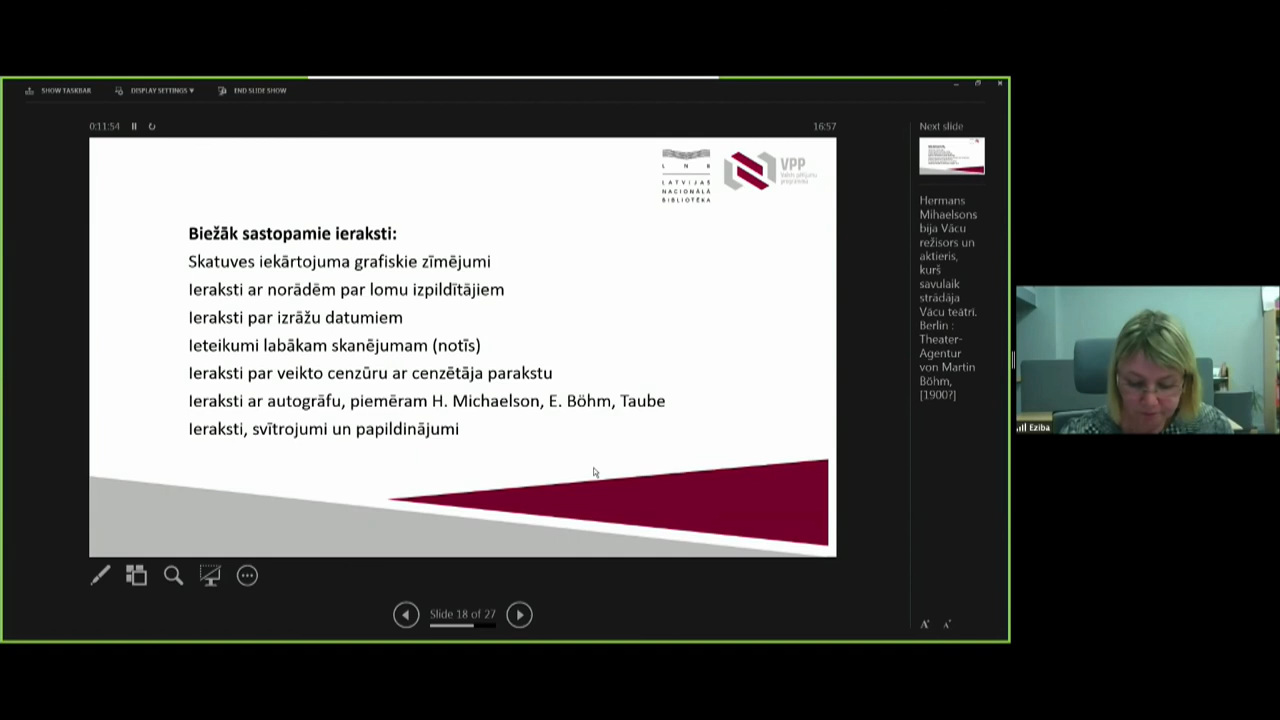 SHOW TASKBAR
DISPLAY SETTINGS ▼
END SLIDE SHOW
0:11:54
16:57
Next slide
L N B
LATVIJAS
NACIONĀLĀ
BIBLIOTĒKA
VPP
Valsts pētījumu
programma
Biežāk sastopamie ieraksti:
Skatuves iekārtojuma grafiskie zīmējumi
Ieraksti ar norādēm par lomu izpildītājiem
Ieraksti par izrāžu datumiem
Ieteikumi labākam skanējumam (notīs)
Ieraksti par veikto cenzūru ar cenzētāja parakstu
Ieraksti ar autogrāfu, piemēram H. Michaelson, E. Böhm, Taube
Ieraksti, svītrojumi un papildinājumi
Hermans
Mihaelsons
bija Vācu
režisors un
aktieris,
kurš
savulaik
strādāja
Vācu teātrī.
Berlin :
Theater-
Agentur
von Martin
Böhm,
[1900?]
Eziba
Slide 18 of 27